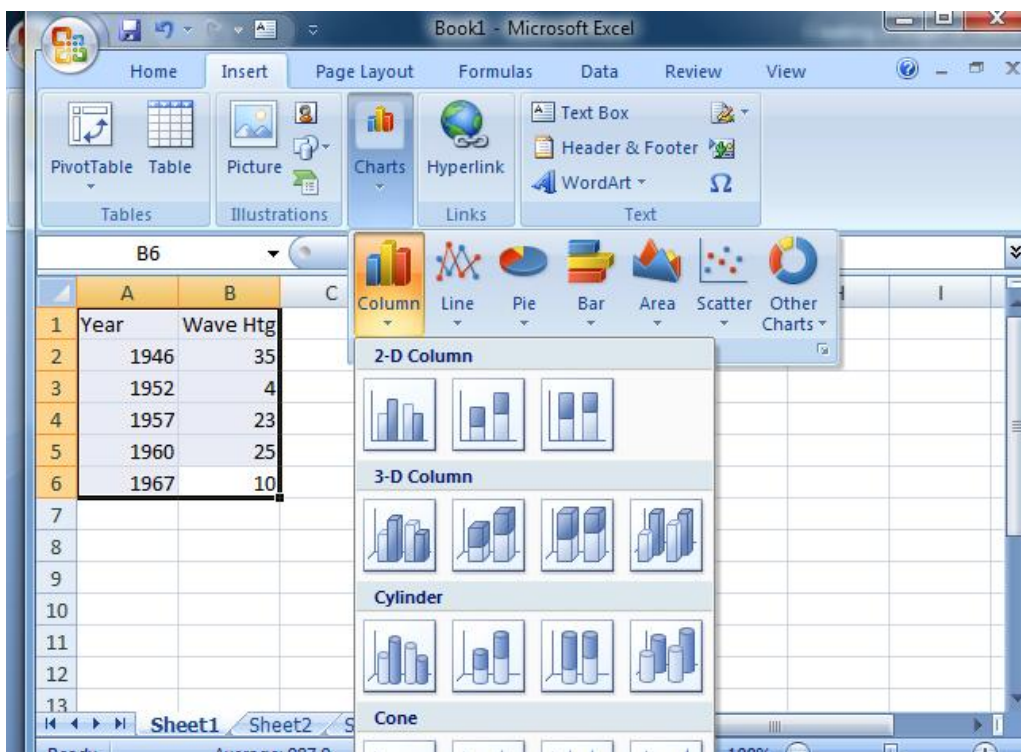 Book1 - Microsoft Excel
Home Insert Page Layout Formulas Data Review View
PivotTable Table Picture Charts Hyperlink Text Box
Header & Footer
WordArt
Tables Illustrations Links Text
B6
Column Line Pie Bar Area Scatter Other Charts
A B C H I
1 Year Wave Htg
2 1946 35
3 1952 4
4 1957 23
5 1960 25
6 1967 10
7
8
9
10
11
12
13
2-D Column
3-D Column
Cylinder
Cone
Sheet1 Sheet2 S
100%